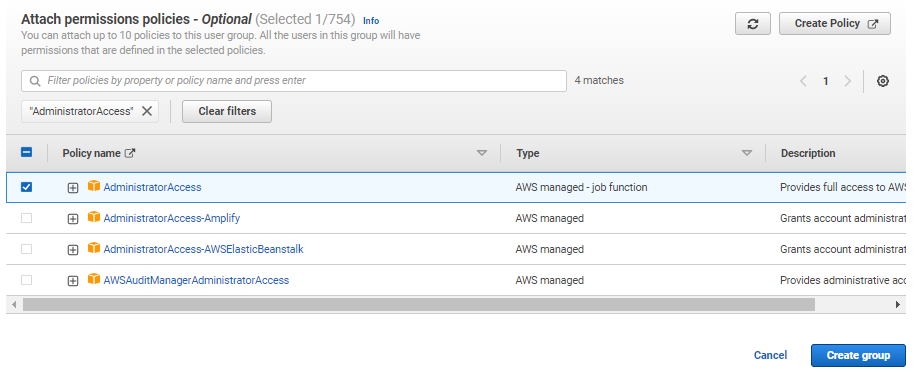 Attach permissions policies - Optional (Selected 1/754) Info
You can attach up to 10 policies to this user group. All the users in this group will have
permissions that are defined in the selected policies.
Create Policy
Filter policies by property or policy name and press enter
4 matches
1
"AdministratorAccess"
Clear filters
Policy name Type Description
AdministratorAccess AWS managed - job function Provides full access to AWS
AdministratorAccess-Amplify AWS managed Grants account administrat
AdministratorAccess-AWSElasticBeanstalk AWS managed Grants account administrat
AWSAuditManagerAdministratorAccess AWS managed Provides administrative acc
Cancel Create group